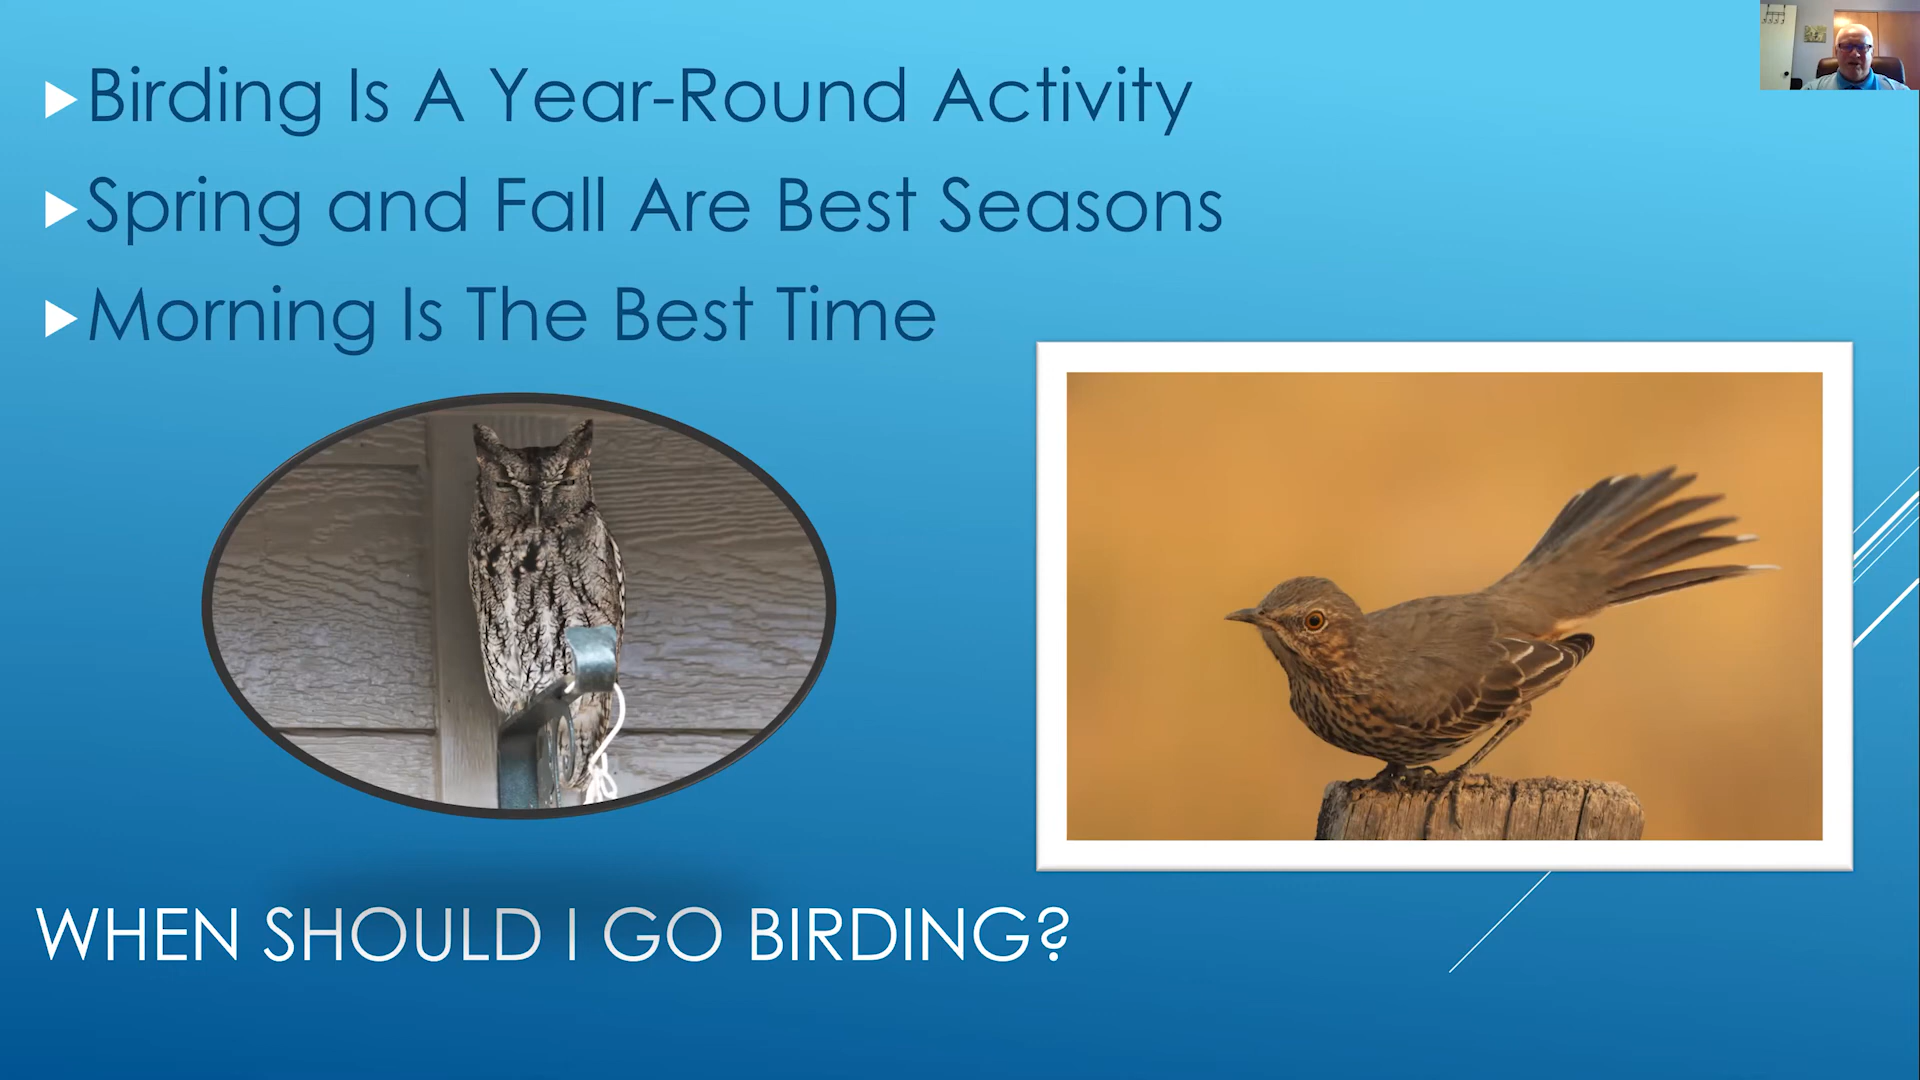 Birding Is A Year-Round Activity
Spring and Fall Are Best Seasons
Morning Is The Best Time
WHEN SHOULD I GO BIRDING?